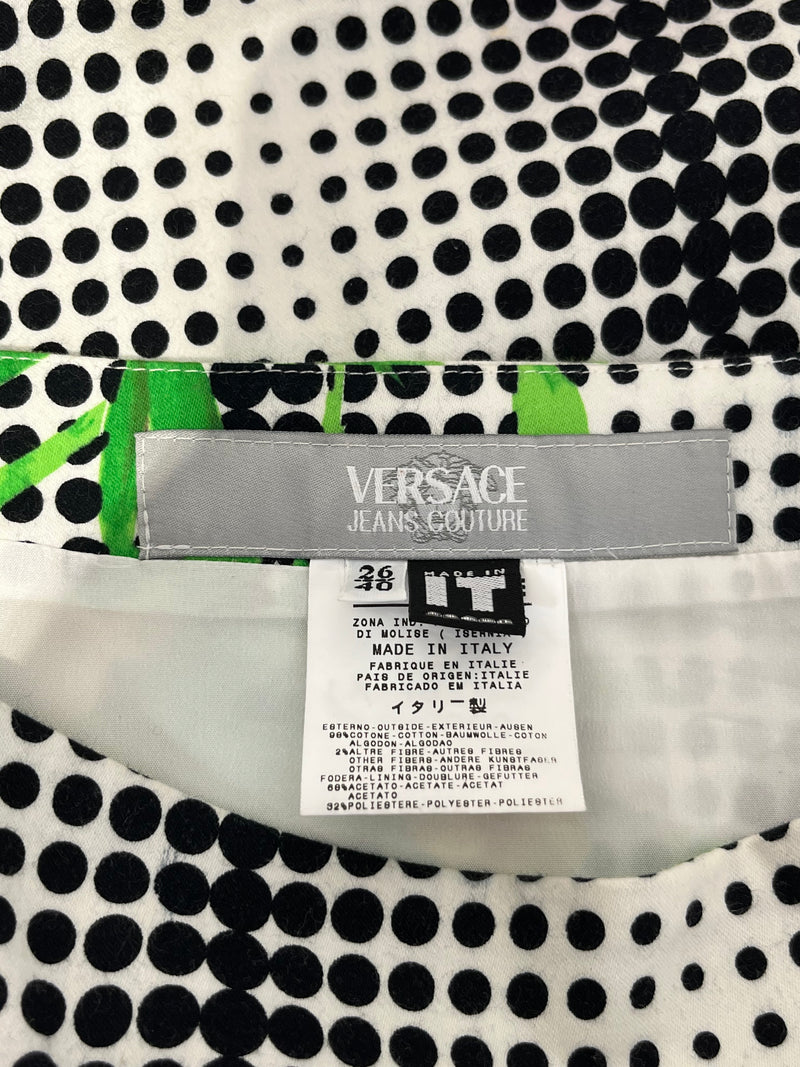 VERSACE
JEANS COUTURE
26
40
MADE IN
IT
ZONA IND.
DI MOLISE ( ISERNIA
MADE IN ITALY
FABRIQUE EN ITALIE
PAIS DE ORIGEN:ITALIE
FABRICADO EM ITALIA
イタリー製
ESTERNO-OUTSIDE-EXTERIEUR-AUSEN
98%COTONE-COTTON-BAUMWOLLE-COTON
ALGODON-ALGODAO
2%ALTRE FIBRE-AUTRES FIBRES
OTHER FIBERS-ANDERE KUNSTFASER
OTRAS FIBRAS-OUTRAS FIBRAS
FODERA-LINING-DOUBLURE-GEFUTTER
68%ACETATO-ACETATE-ACETAT
ACETATO
32%POLIESTERE-POLYESTER-POLIESTER